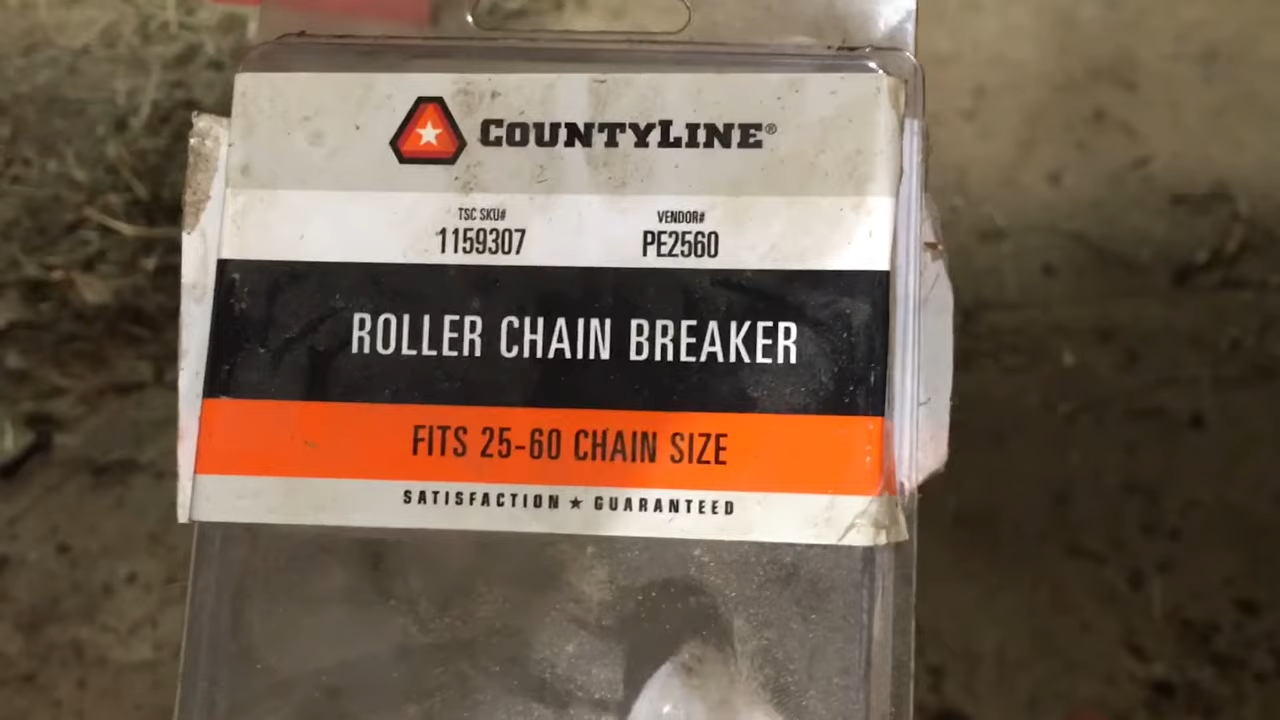 COUNTYLINE®
TSC SKU# VENDOR#
1159307 PE2560
ROLLER CHAIN BREAKER
FITS 25-60 CHAIN SIZE
SATISFACTION ★ GUARANTEED